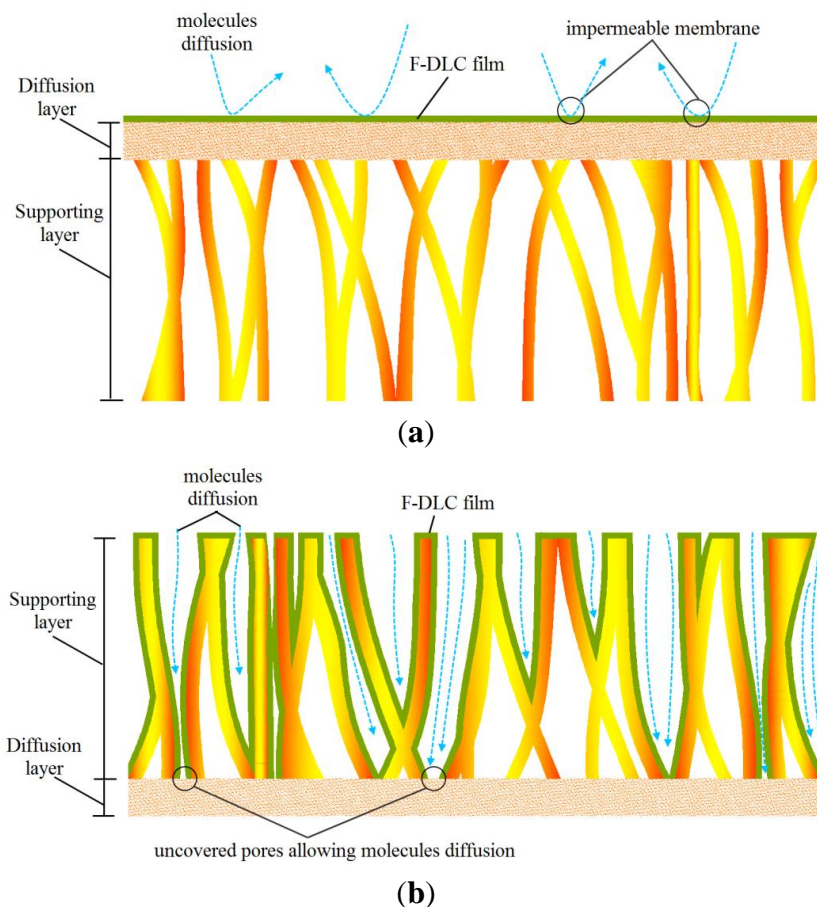 molecules
diffusion
impermeable membrane
F-DLC film
Diffusion
layer
Supporting
layer
(a)
molecules
diffusion
F-DLC film
Supporting
layer
Diffusion
layer
uncovered pores allowing molecules diffusion
(b)